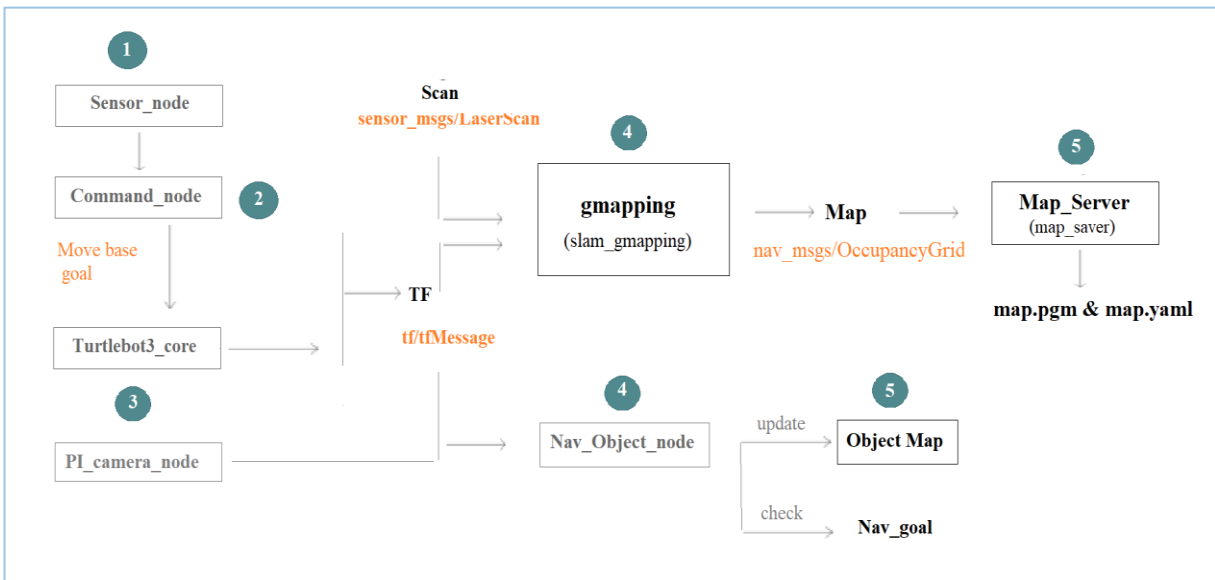 1
Sensor_node
Command_node
2
Move base
goal
Turtlebot3_core
3
PI_camera_node
Scan
sensor_msgs/LaserScan
TF
tf/tfMessage
4
gmapping
(slam_gmapping)
Map
nav_msgs/OccupancyGrid
5
Map_Server
(map_saver)
map.pgm & map.yaml
4
Nav_Object_node
update
check
5
Object Map
Nav_goal